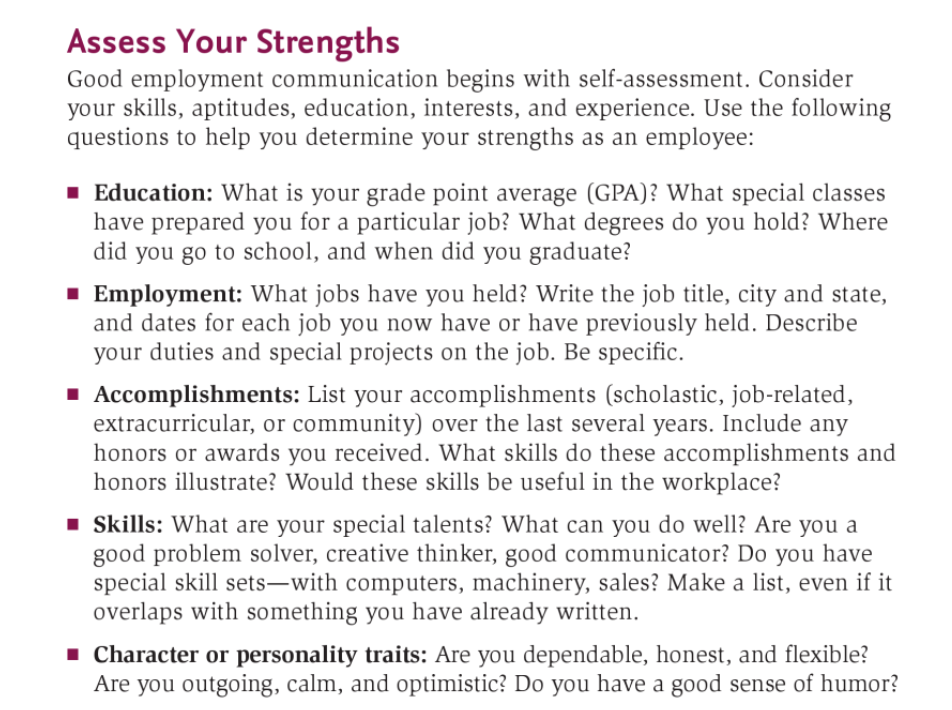 Assess Your Strengths
Good employment communication begins with self-assessment. Consider
your skills, aptitudes, education, interests, and experience. Use the following
questions to help you determine your strengths as an employee:
■ Education: What is your grade point average (GPA)? What special classes
have prepared you for a particular job? What degrees do you hold? Where
did you go to school, and when did you graduate?
■ Employment: What jobs have you held? Write the job title, city and state,
and dates for each job you now have or have previously held. Describe
your duties and special projects on the job. Be specific.
■ Accomplishments: List your accomplishments (scholastic, job-related,
extracurricular, or community) over the last several years. Include any
honors or awards you received. What skills do these accomplishments and
honors illustrate? Would these skills be useful in the workplace?
■ Skills: What are your special talents? What can you do well? Are you a
good problem solver, creative thinker, good communicator? Do you have
special skill sets—with computers, machinery, sales? Make a list, even if it
overlaps with something you have already written.
■ Character or personality traits: Are you dependable, honest, and flexible?
Are you outgoing, calm, and optimistic? Do you have a good sense of humor?